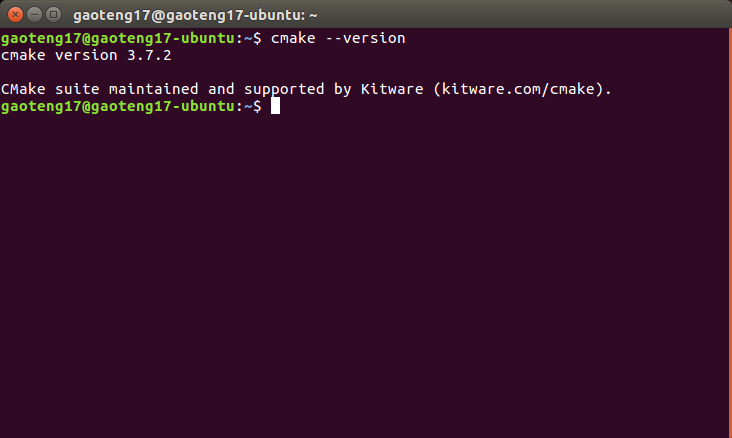 gaoteng17@gaoteng17-ubuntu: ~
gaoteng17@gaoteng17-ubuntu:~$ cmake --version
cmake version 3.7.2
CMake suite maintained and supported by Kitware (kitware.com/cmake).
gaoteng17@gaoteng17-ubuntu:~$